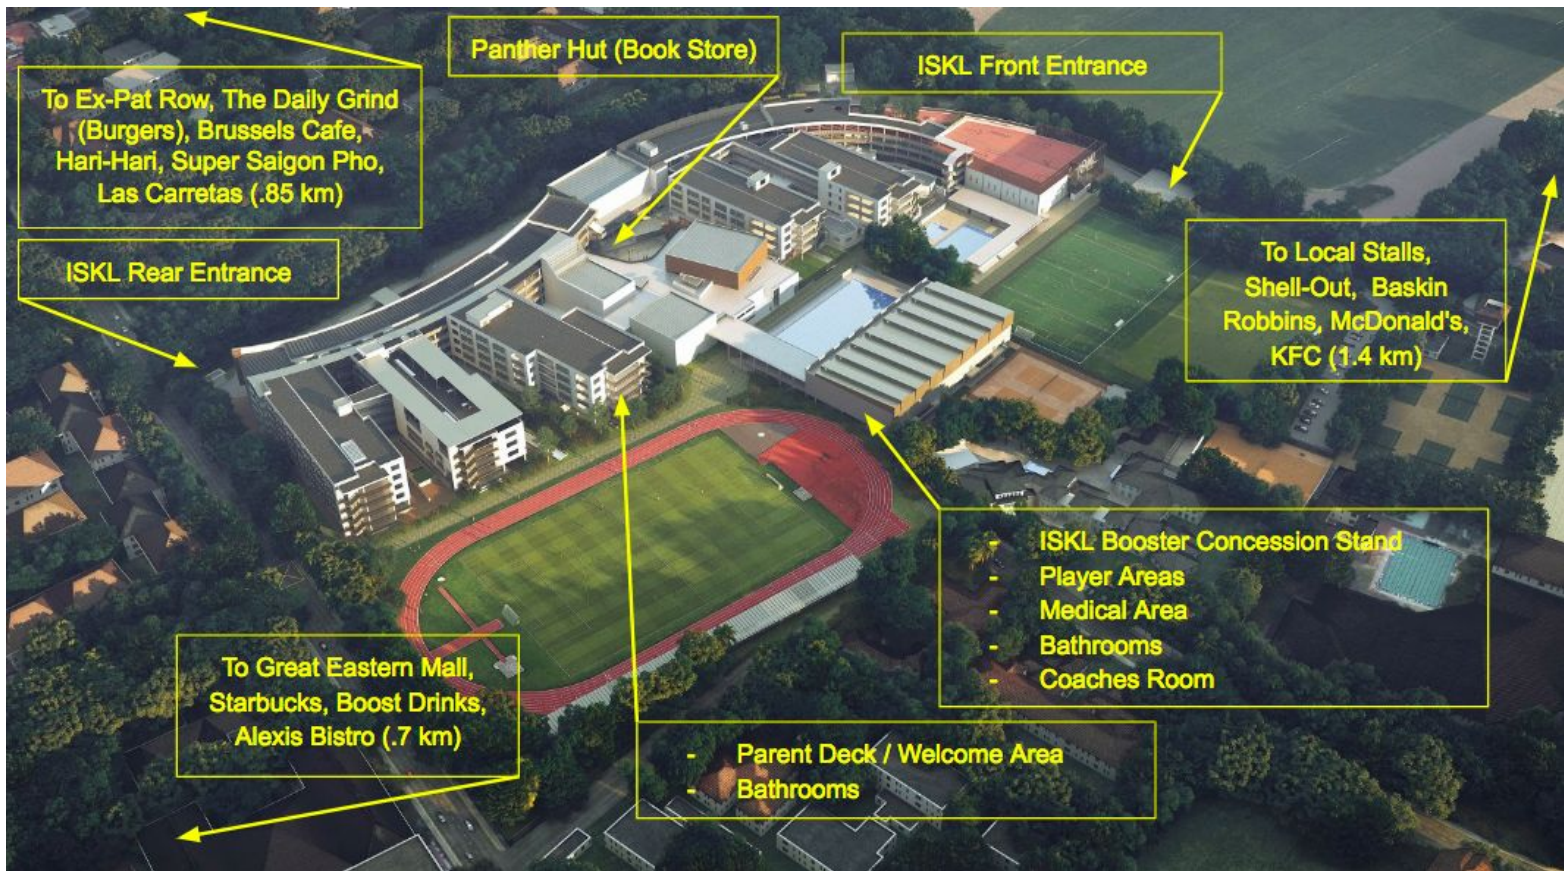 Panther Hut (Book Store)
ISKL Front Entrance
To Ex-Pat Row, The Daily Grind
(Burgers), Brussels Cafe,
Hari-Hari, Super Saigon Pho,
Las Carretas (.85 km)
ISKL Rear Entrance
To Local Stalls,
Shell-Out, Baskin
Robbins, McDonald's,
KFC (1.4 km)
- ISKL Booster Concession Stand
- Player Areas
- Medical Area
- Bathrooms
- Coaches Room
To Great Eastern Mall,
Starbucks, Boost Drinks,
Alexis Bistro (.7 km)
- Parent Deck / Welcome Area
- Bathrooms